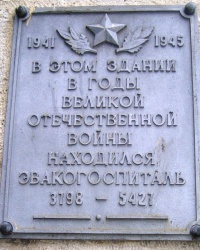 1941 1945
В ЭТОМ ЗДАНИИ
В ГОДЫ
ВЕЛИКОЙ
ОТЕЧЕСТВЕННОЙ
ВОЙНЫ
НАХОДИЛСЯ
ЭВАКОГОСПИТАЛЬ
3798 – 5427